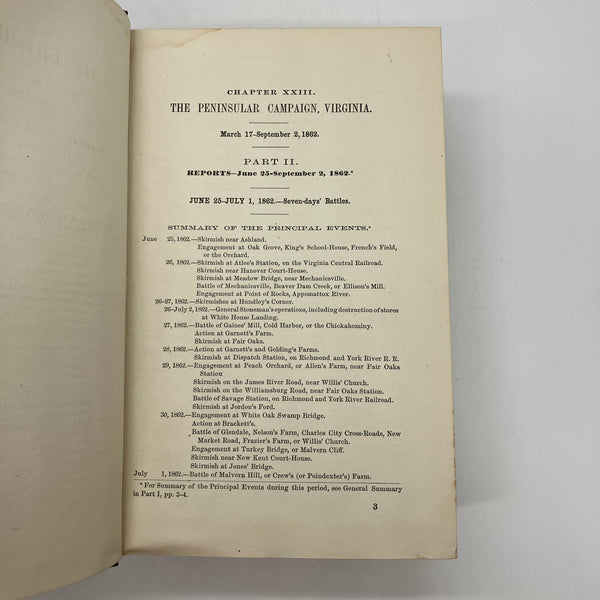 CHAPTER XXIII.
THE PENINSULAR CAMPAIGN, VIRGINIA.
March 17-September 2, 1862.
PART II.
REPORTS—June 25-September 2, 1862.*
JUNE 25-JULY 1, 1862.—Seven-days' Battles.
SUMMARY OF THE PRINCIPAL EVENTS.*
June 25, 1862.—Skirmish near Ashland.
Engagement at Oak Grove, King's School-House, French's Field,
or the Orchard.
26, 1862.—Skirmish at Atlee's Station, on the Virginia Central Railroad.
Skirmish near Hanover Court-House.
Skirmish at Meadow Bridge, near Mechanicsville.
Battle of Mechanicsville, Beaver Dam Creek, or Ellison's Mill.
Engagement at Point of Rocks, Appomattox River.
26-27, 1862.—Skirmishes at Hundley's Corner.
26-July 2, 1862.—General Stoneman's operations, including destruction of stores
at White House Landing.
27, 1862.—Battle of Gaines' Mill, Cold Harbor, or the Chickahominy.
Action at Garnett's Farm.
Skirmish at Fair Oaks.
28, 1862.—Action at Garnett's and Golding's Farms.
Skirmish at Dispatch Station, on Richmond and York River R. R.
29, 1862.—Engagement at Peach Orchard, or Allen's Farm, near Fair Oaks
Station
Skirmish on the James River Road, near Willis' Church.
Skirmish on the Williamsburg Road, near Fair Oaks Station.
Battle of Savage Station, on Richmond and York River Railroad.
Skirmish at Jordon's Ford.
30, 1862.—Engagement at White Oak Swamp Bridge.
Action at Brackett's.
Battle of Glendale, Nelson's Farm, Charles City Cross-Roads, New
Market Road, Frazier's Farm, or Willis' Church.
Engagement at Turkey Bridge, or Malvern Cliff.
Skirmish near New Kent Court-House.
Skirmish at Jones' Bridge.
July 1, 1862.—Battle of Malvern Hill, or Crew's (or Poindexter's) Farm.
* For Summary of the Principal Events during this period, see General Summary
in Part I, pp. 3-4.
3